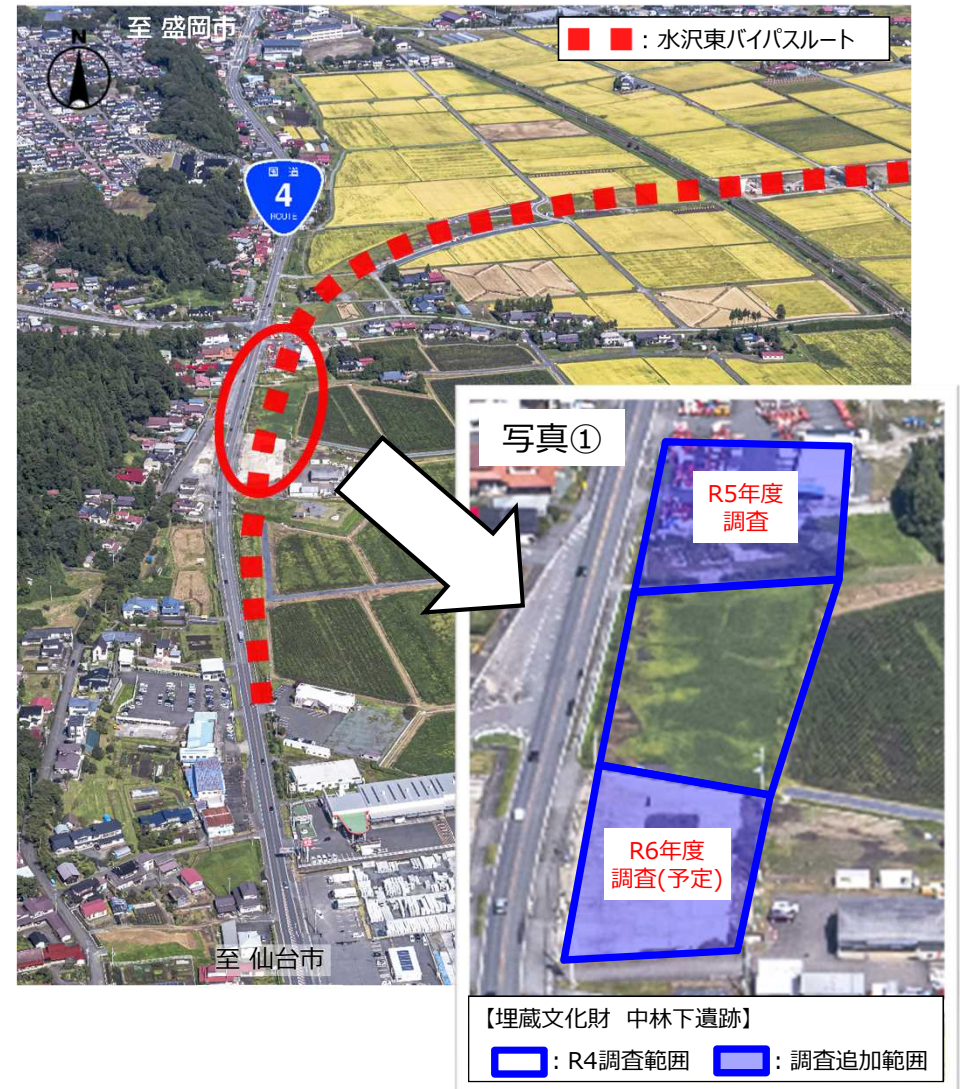 至 盛岡市
N
：水沢東バイパスルート
国道
4
ROUTE
写真①
R5年度
調査
R6年度
調査(予定)
至 仙台市
【埋蔵文化財 中林下遺跡】
：R4調査範囲 ：調査追加範囲